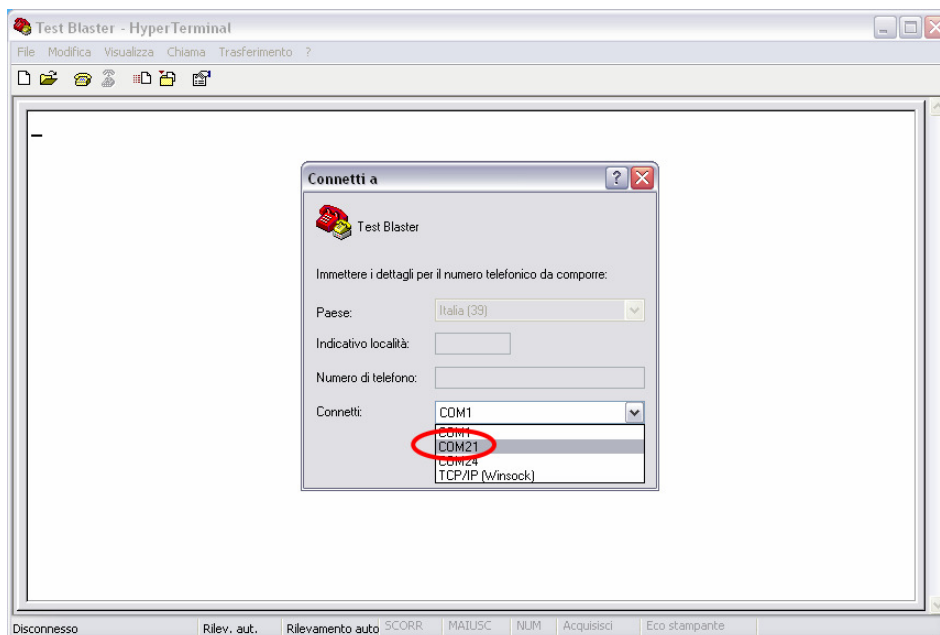 Test Blaster - HyperTerminal
File Modifica Visualizza Chiama Trasferimento ?
Connetti a
Test Blaster
Immettere i dettagli per il numero telefonico da comporre:
Paese: Italia (39)
Indicativo località:
Numero di telefono:
Connetti: COM1
COM1
COM21
COM24
TCP/IP (Winsock)
Disconnesso Rilev. aut. Rilevamento auto SCORR MAIUSC NUM Acquisisci Eco stampante